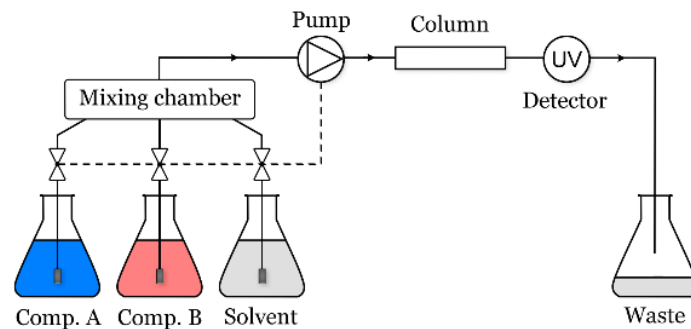 Pump
Column
UV
Detector
Mixing chamber
Comp. A
Comp. B
Solvent
Waste